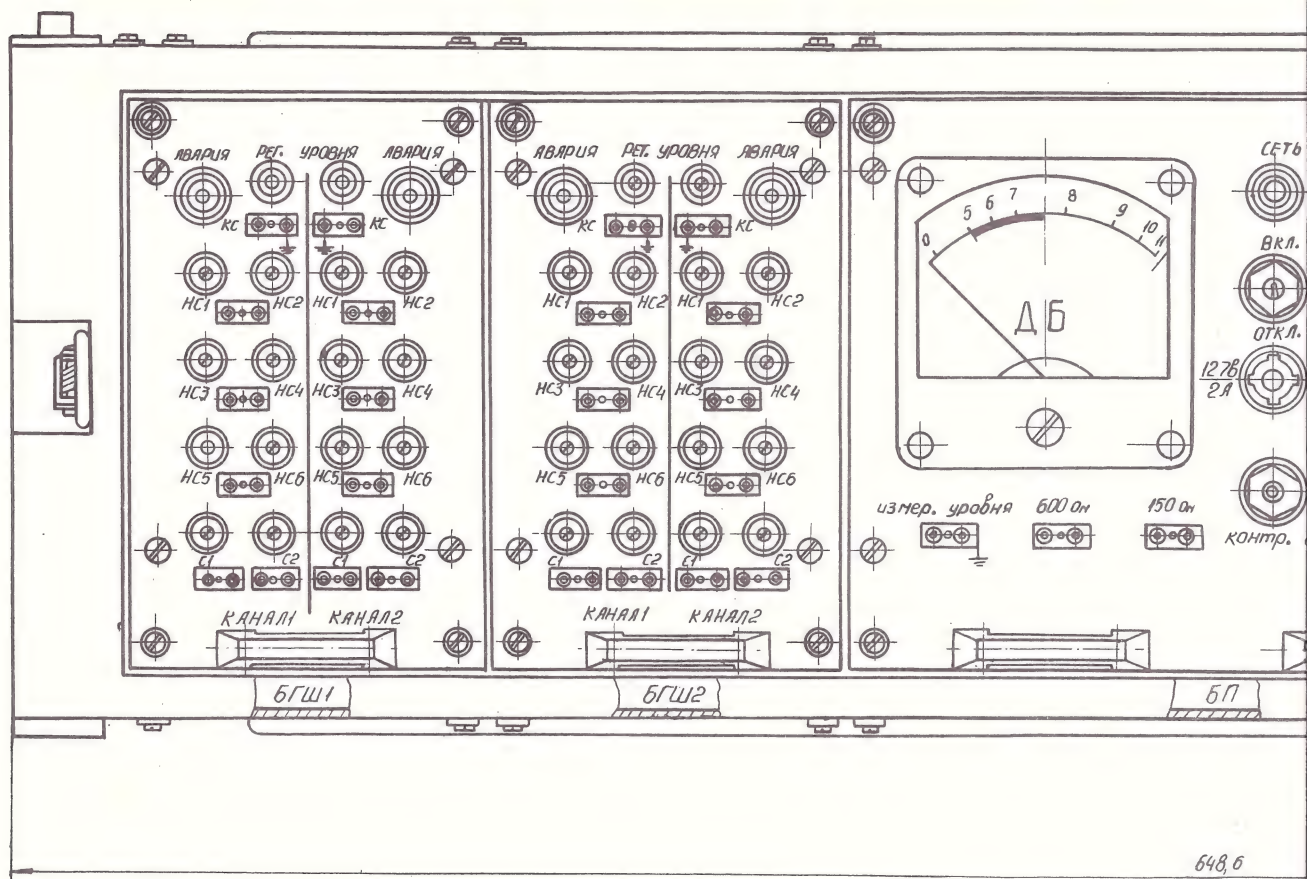 АВАРИЯ РЕГ. УРОВНЯ АВАРИЯ
КС КС
НС1 НС2 НС1 НС2
НС3 НС4 НС3 НС4
НС5 НС6 НС5 НС6
С1 С2 С1 С2
КАНАЛ1 КАНАЛ2
БГШ1
АВАРИЯ РЕГ. УРОВНЯ АВАРИЯ
КС КС
НС1 НС2 НС1 НС2
НС3 НС4 НС3 НС4
НС5 НС6 НС5 НС6
С1 С2 С1 С2
КАНАЛ1 КАНАЛ2
БГШ2
0 5 6 7 8 9 10 11
ДБ
СЕТЬ
ВКЛ.
ОТКЛ.
127В
2А
контр.
измер. уровня 600 Ом 150 Ом
БП
648,6